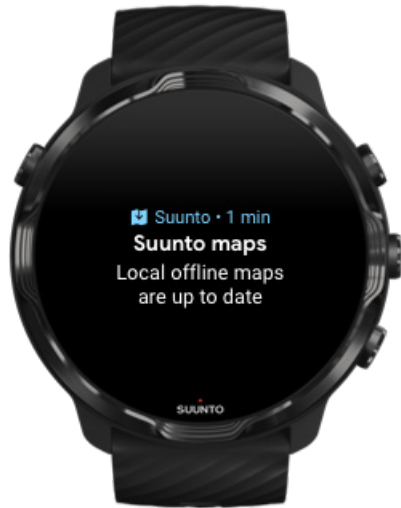 Suunto • 1 min
Suunto maps
Local offline maps
are up to date
SUUNTO